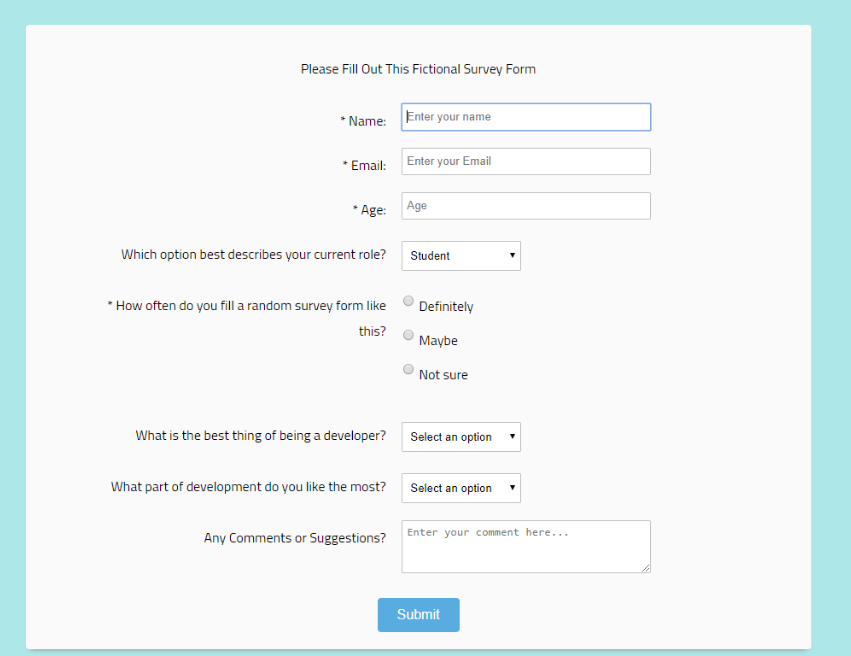 Please Fill Out This Fictional Survey Form
* Name: Enter your name
* Email: Enter your Email
* Age: Age
Which option best describes your current role? Student
* How often do you fill a random survey form like
this?
Definitely
Maybe
Not sure
What is the best thing of being a developer? Select an option
What part of development do you like the most? Select an option
Any Comments or Suggestions? Enter your comment here...
Submit